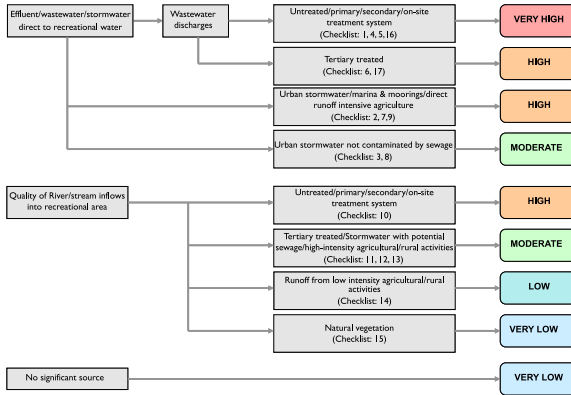 Effluent/wastewater/stormwater
direct to recreational water
Wastewater
discharges
Untreated/primary/secondary/on-site
treatment system
(Checklist: 1, 4, 5,16)
VERY HIGH
Tertiary treated
(Checklist: 6, 17)
HIGH
Urban stormwater/marina & moorings/direct
runoff intensive agriculture
(Checklist: 2, 7,9)
HIGH
Urban stormwater not contaminated by sewage
(Checklist: 3, 8)
MODERATE
Quality of River/stream inflows
into recreational area
Untreated/primary/secondary/on-site
treatment system
(Checklist: 10)
HIGH
Tertiary treated/Stormwater with potential
sewage/high-intensity agricultural/rural activities
(Checklist: 11, 12, 13)
MODERATE
Runoff from low intensity agricultural/rural
activities
(Checklist: 14)
LOW
Natural vegetation
(Checklist: 15)
VERY LOW
No significant source
VERY LOW